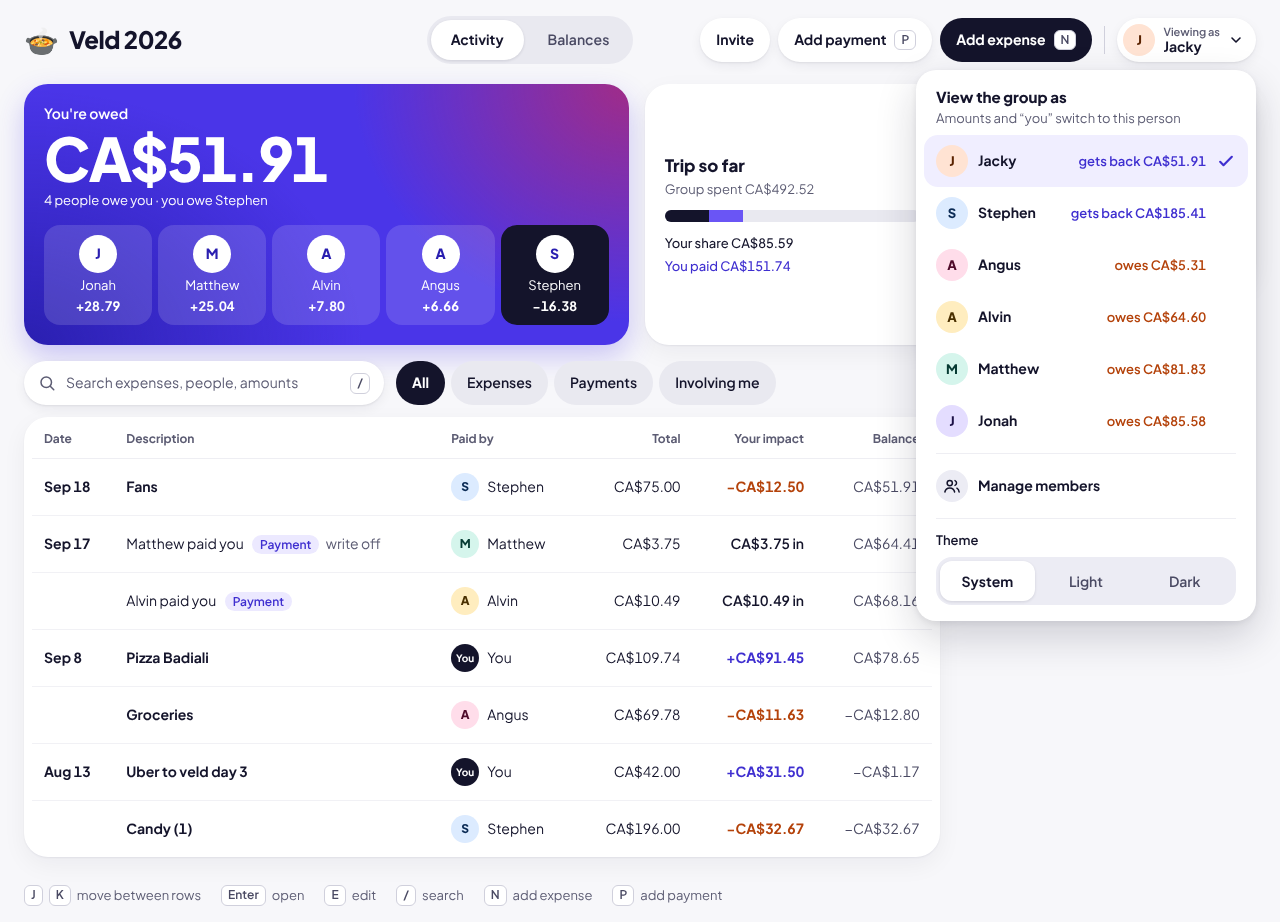 Veld 2026
Activity
Balances
Invite
Add payment P
Add expense N
J
Viewing as
Jacky
You're owed
CA$51.91
4 people owe you · you owe Stephen
J
Jonah
+28.79
M
Matthew
+25.04
A
Alvin
+7.80
A
Angus
+6.66
S
Stephen
−16.38
Trip so far
Group spent CA$492.52
Your share CA$85.59
You paid CA$151.74
View the group as
Amounts and “you” switch to this person
J Jacky gets back CA$51.91
S Stephen gets back CA$185.41
A Angus owes CA$5.31
A Alvin owes CA$64.60
M Matthew owes CA$81.83
J Jonah owes CA$85.58
Manage members
Theme
System Light Dark
Search expenses, people, amounts /
All Expenses Payments Involving me
Date Description Paid by Total Your impact Balance
Sep 18 Fans S Stephen CA$75.00 −CA$12.50 CA$51.91
Sep 17 Matthew paid you Payment write off M Matthew CA$3.75 CA$3.75 in CA$64.41
Alvin paid you Payment A Alvin CA$10.49 CA$10.49 in CA$68.16
Sep 8 Pizza Badiali You You CA$109.74 +CA$91.45 CA$78.65
Groceries A Angus CA$69.78 −CA$11.63 −CA$12.80
Aug 13 Uber to veld day 3 You You CA$42.00 +CA$31.50 −CA$1.17
Candy (1) S Stephen CA$196.00 −CA$32.67 −CA$32.67
J K move between rows Enter open E edit / search N add expense P add payment